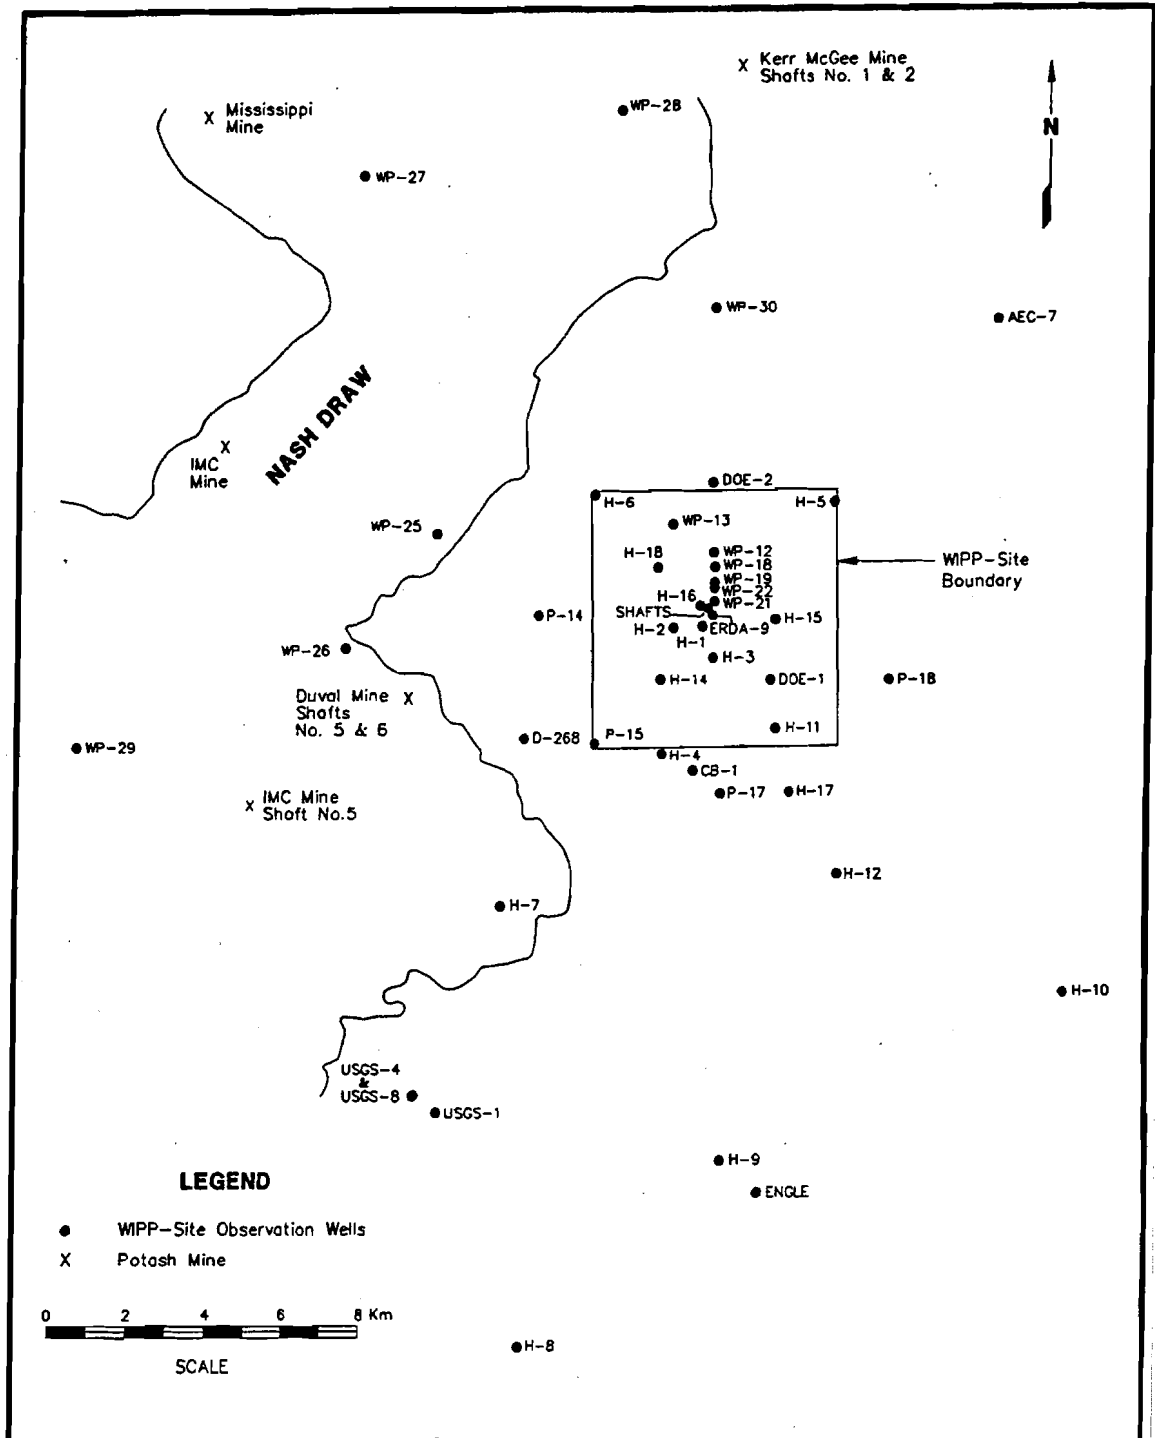 Kerr McGee Mine
Shafts No. 1 & 2
Mississippi
Mine
WP-28
N
WP-27
WP-30
AEC-7
NASH DRAW
IMC
Mine
DOE-2
H-6
H-5
WP-13
WP-25
WP-12
H-18
WP-18
WIPP-Site
Boundary
WP-19
WP-22
H-16
WP-21
SHAFTS
P-14
H-15
H-2
ERDA-9
H-1
WP-26
H-3
H-14
DOE-1
P-18
Duval Mine
Shafts
No. 5 & 6
H-11
D-268
P-15
WP-29
H-4
CB-1
P-17
H-17
IMC Mine
Shaft No.5
H-12
H-7
H-10
USGS-4
&
USGS-8
USGS-1
H-9
LEGEND
ENGLE
WIPP-Site Observation Wells
X Potash Mine
0 2 4 6 8 Km
SCALE
H-8